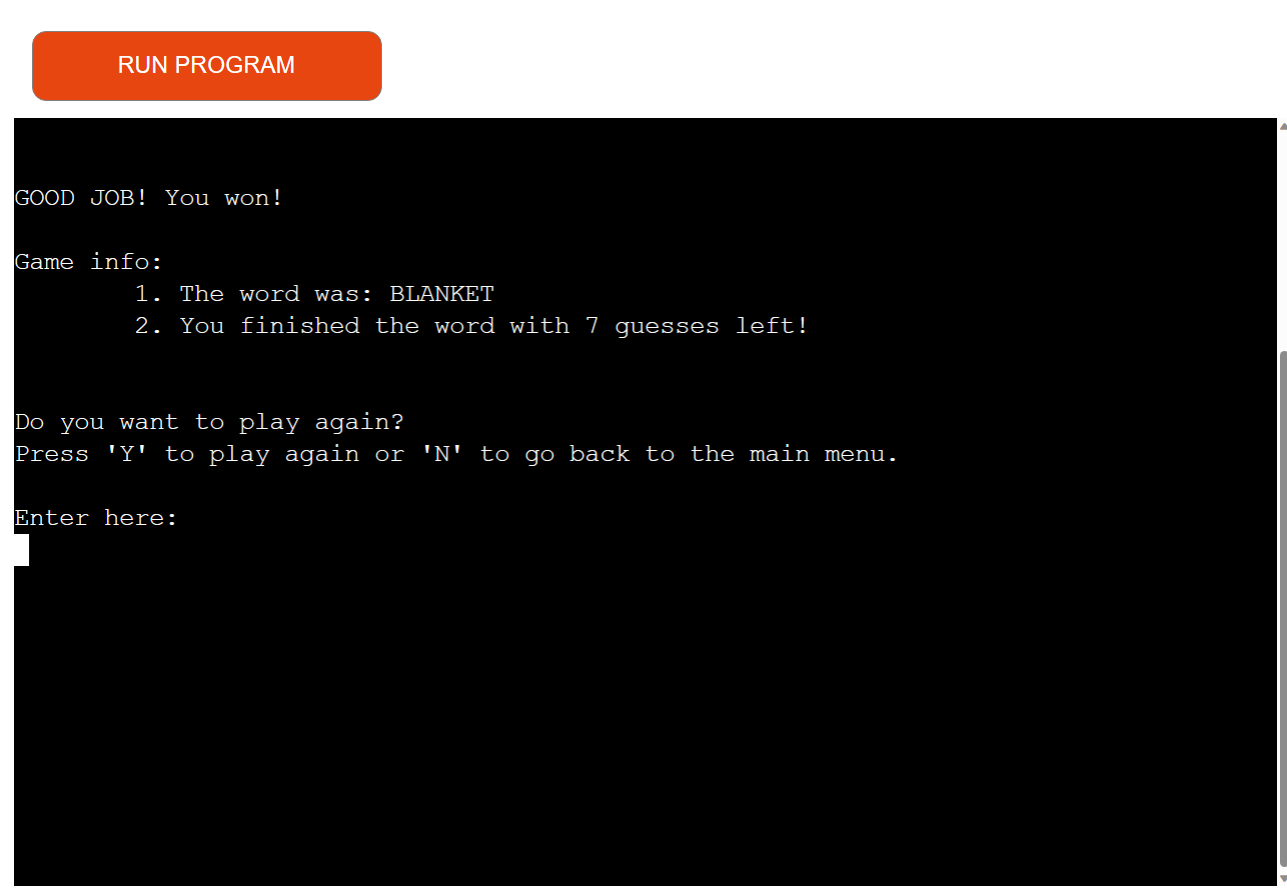 RUN PROGRAM
GOOD JOB! You won!
Game info:
1. The word was: BLANKET
2. You finished the word with 7 guesses left!
Do you want to play again?
Press 'Y' to play again or 'N' to go back to the main menu.
Enter here: